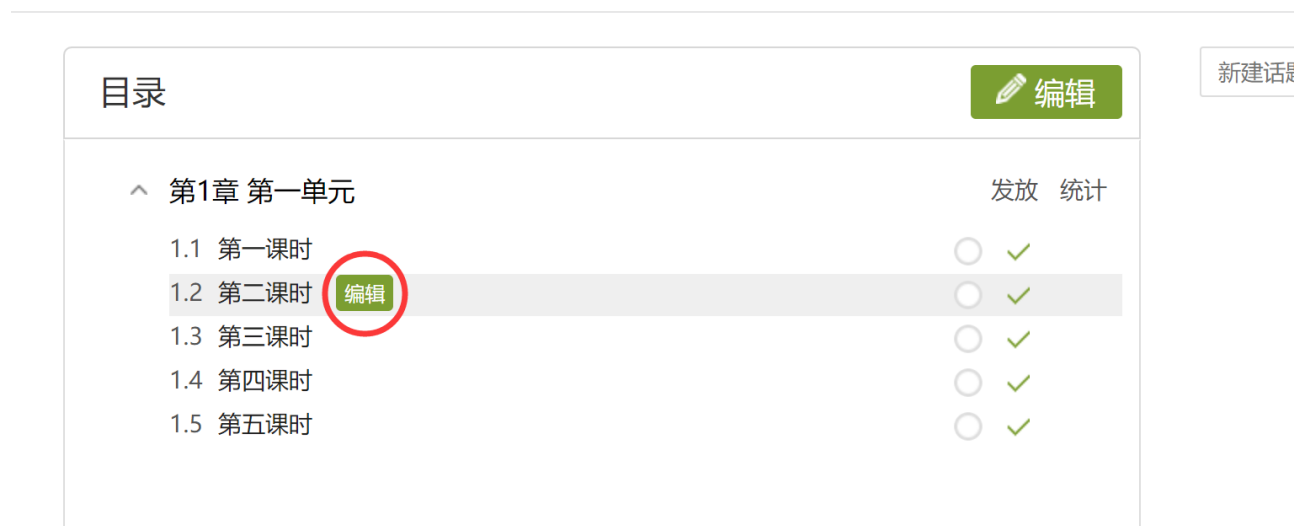 目录
编辑
新建话题
第1章 第一单元
发放 统计
1.1 第一课时
1.2 第二课时 编辑
1.3 第三课时
1.4 第四课时
1.5 第五课时